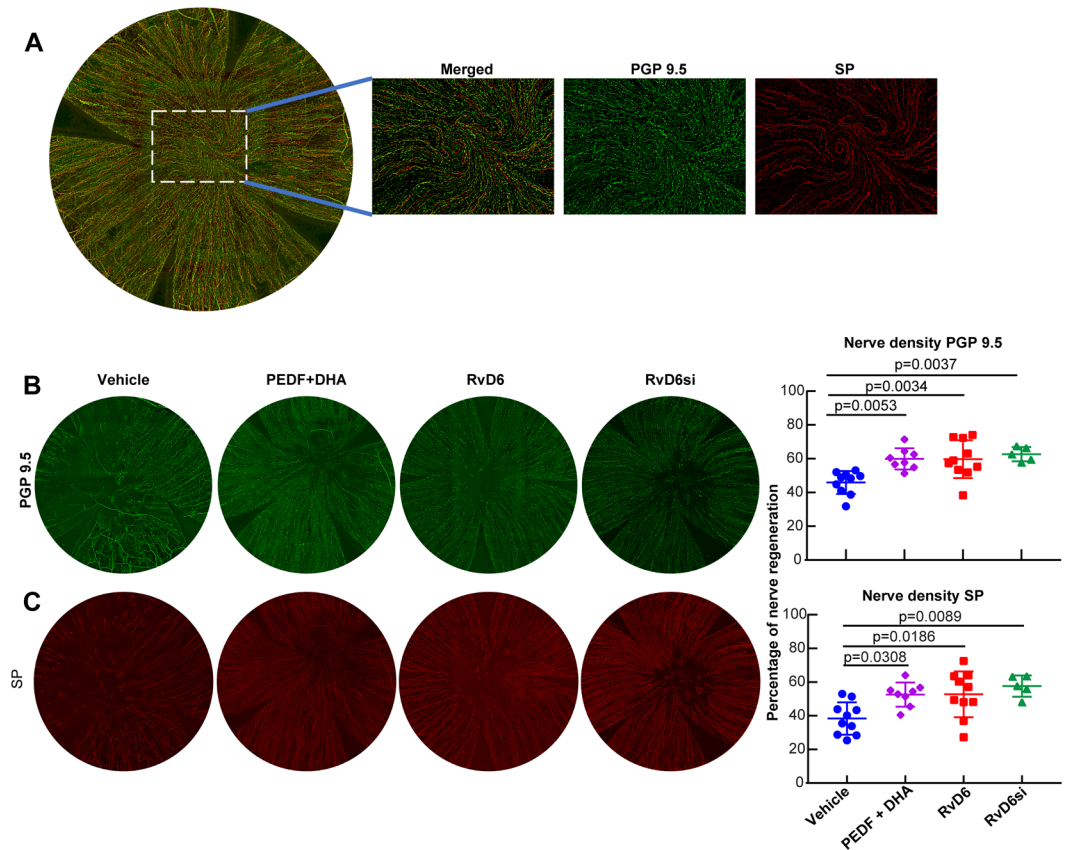 A
Merged
PGP 9.5
SP
B
Vehicle
PEDF+DHA
RvD6
RvD6si
PGP 9.5
Nerve density PGP 9.5
p=0.0037
p=0.0034
p=0.0053
100
80
60
40
20
0
Percentage of nerve regeneration
C
SP
Nerve density SP
p=0.0089
p=0.0186
p=0.0308
100
80
60
40
20
0
Vehicle
PEDF + DHA
RvD6
RvD6si